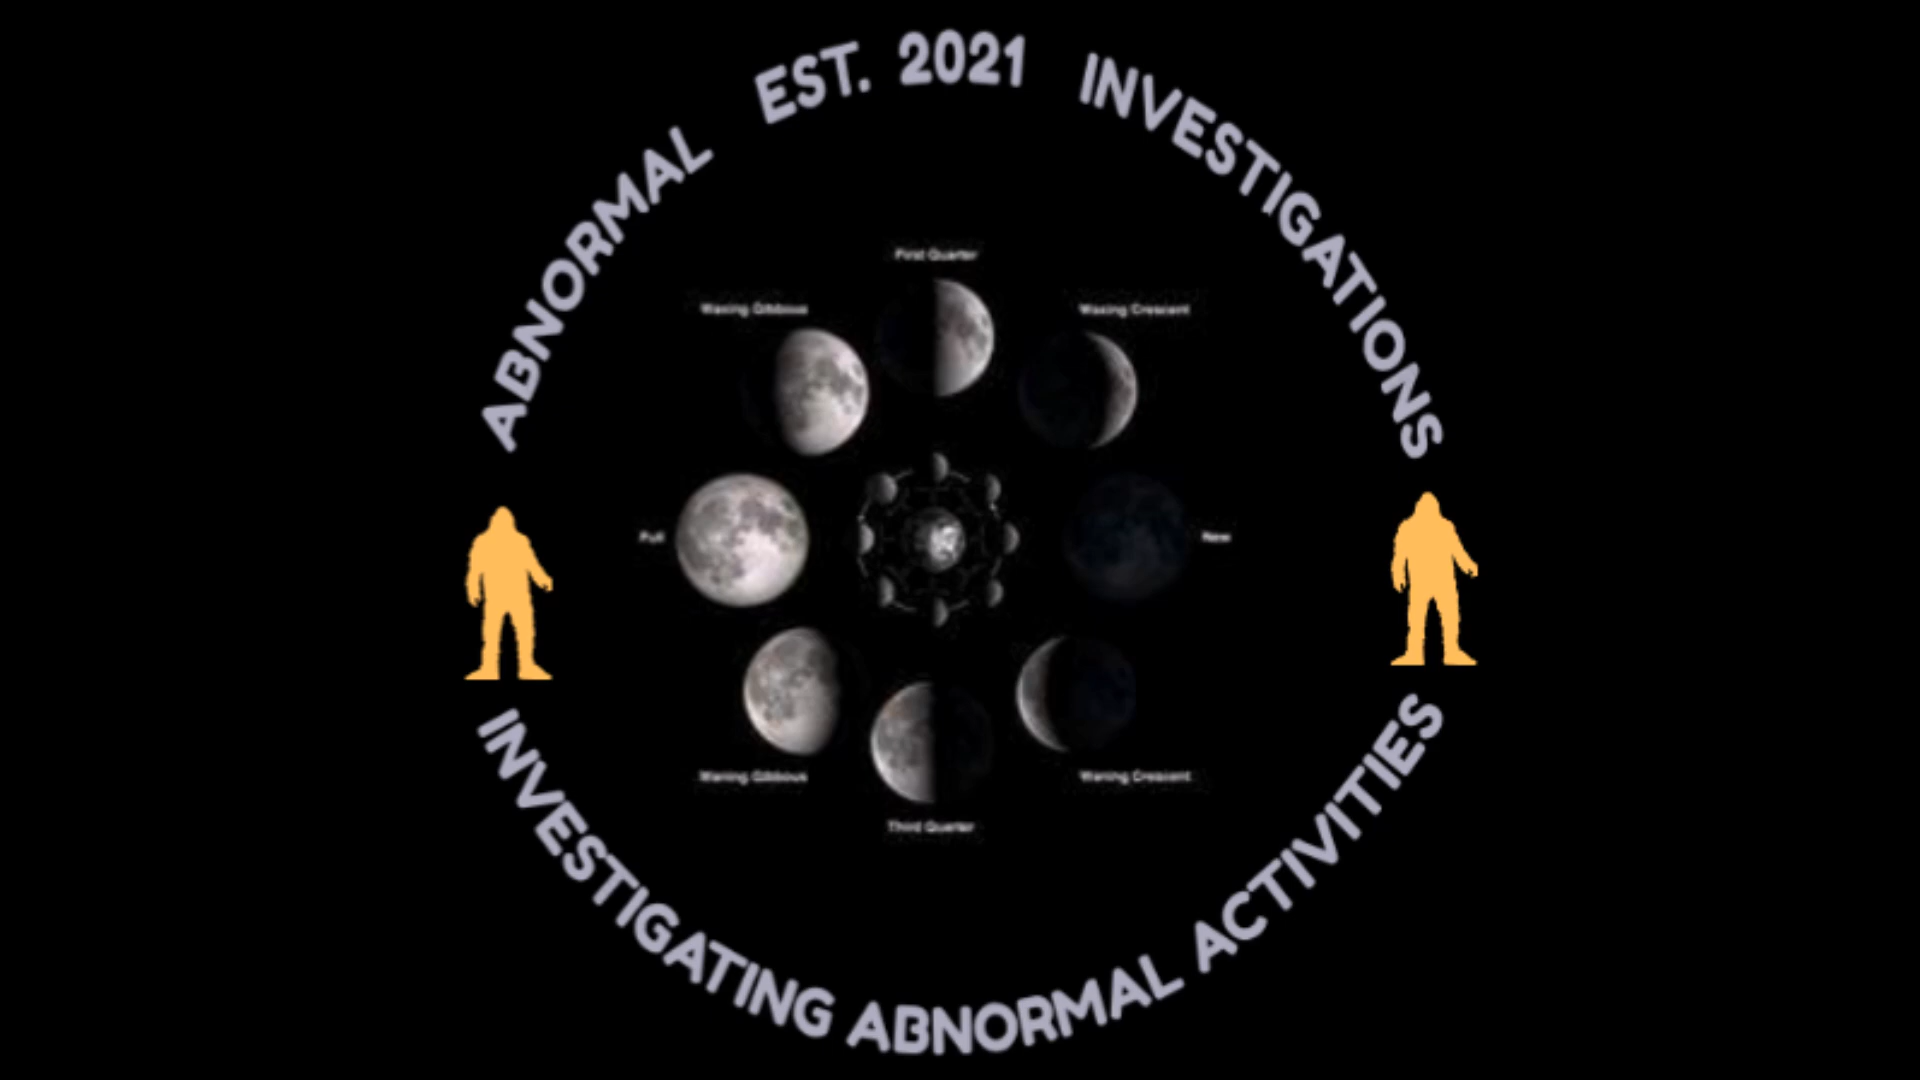 ABNORMAL EST. 2021 INVESTIGATIONS
First Quarter
Waxing Gibbous
Waxing Crescent
Full
New
Waning Gibbous
Waning Crescent
Third Quarter
INVESTIGATING ABNORMAL ACTIVITIES